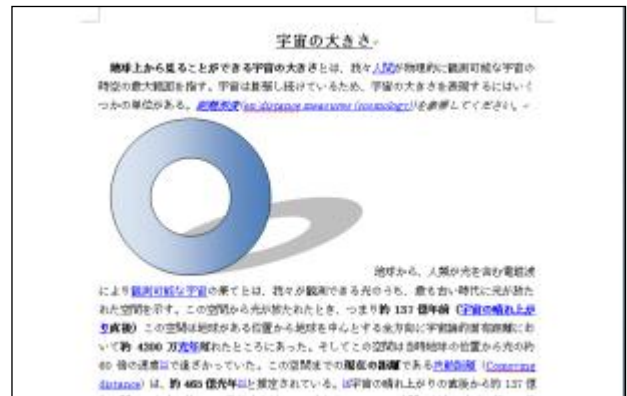 宇宙の大きさ
地球上から見ることができる宇宙の大きさとは、我々人間が物理的に観測可能な宇宙の
時空の最大範囲を指す。宇宙は膨張し続けているため、宇宙の大きさを表現するにはいく
つかの単位がある。距離測度(en:distance measures (cosmology))を参照してください。
地球から、人類が光を含む電磁波
により観測可能な宇宙の果てとは、我々が観測できる光のうち、最も古い時代に光が放た
れた空間を示す。この空間から光が放たれたとき、つまり約 137 億年前(宇宙の晴れ上が
り直後)この空間は地球がある位置から地球を中心とする全方向に宇宙論的固有距離にお
いて約 4200 万光年離れたところにあった。そしてこの空間は当時地球の位置から光の約
60 倍の速度で遠ざかっていた。この空間までの現在の距離である共動距離(Comoving
distance)は、約 465 億光年と推定されている。宇宙の晴れ上がりの直後から約 137 億